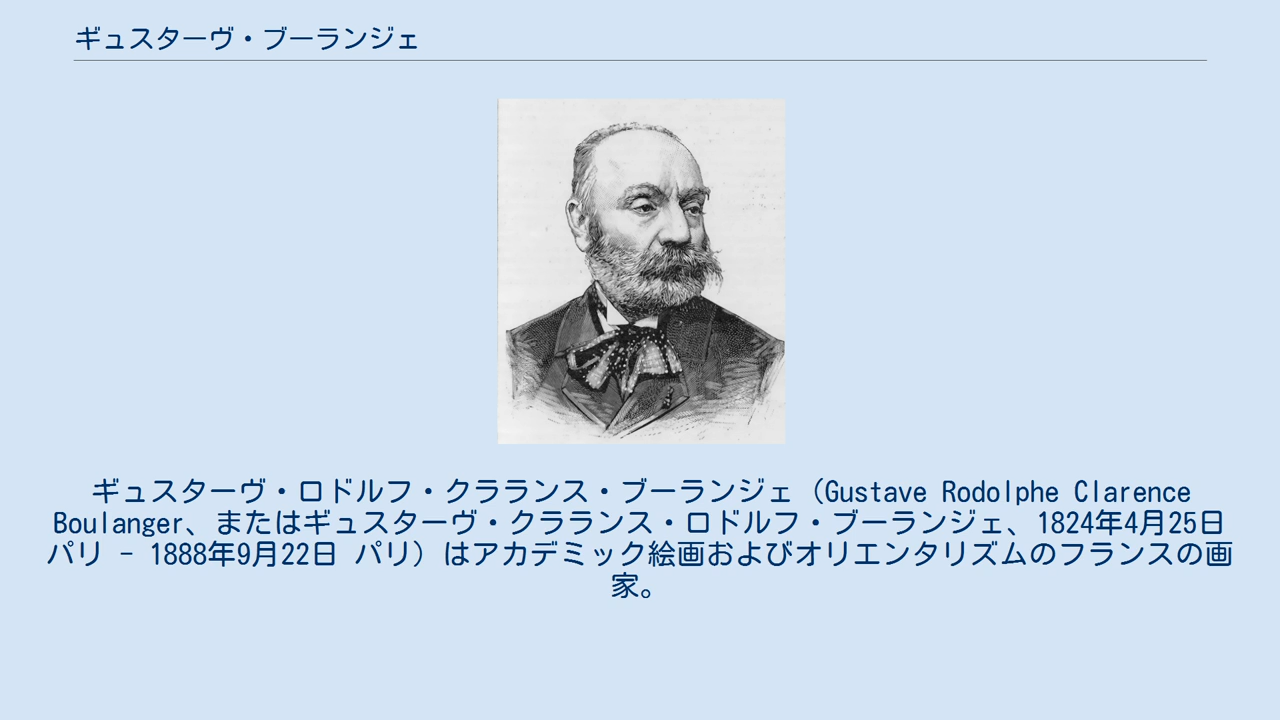 ギュスターヴ・ブーランジェ
ギュスターヴ・ロドルフ・クラランス・ブーランジェ（Gustave Rodolphe Clarence
Boulanger、またはギュスターヴ・クラランス・ロドルフ・ブーランジェ、1824年4月25日
パリ - 1888年9月22日 パリ）はアカデミック絵画およびオリエンタリズムのフランスの画
家。